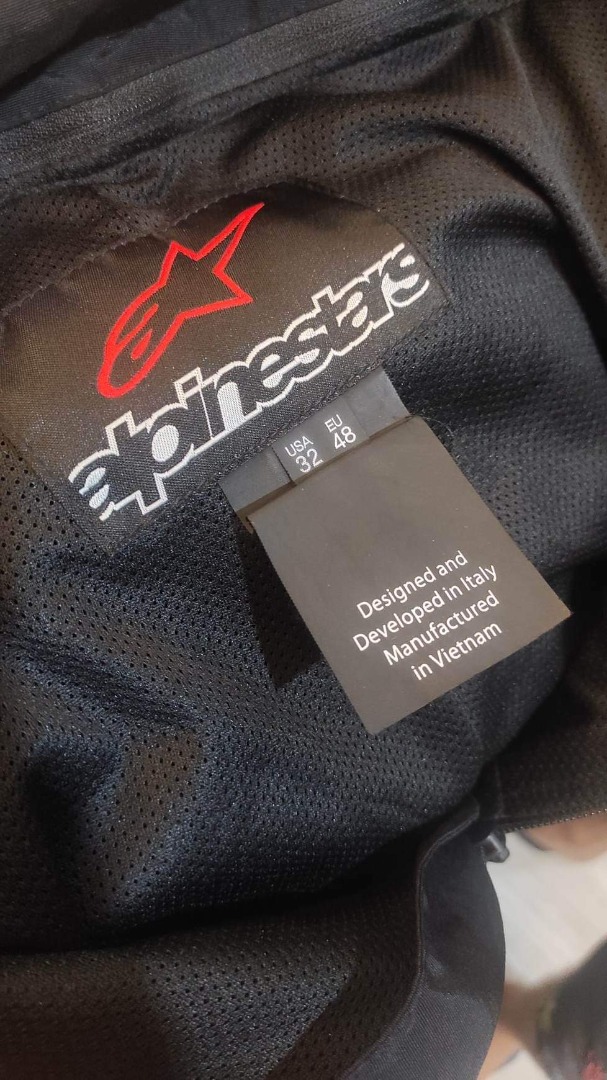 alpinestars
USA EU
32 48
Designed and
Developed in Italy
Manufactured
in Vietnam